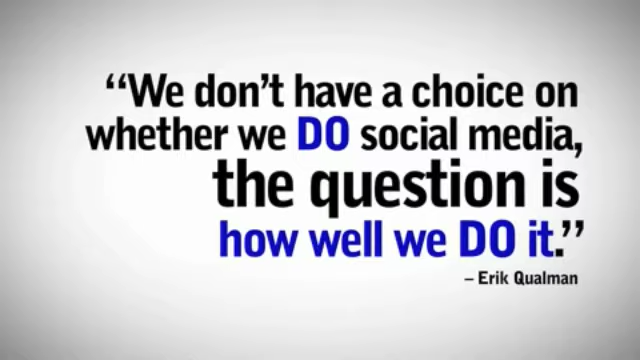 “We don’t have a choice on
whether we DO social media,
the question is
how well we DO it.”
– Erik Qualman